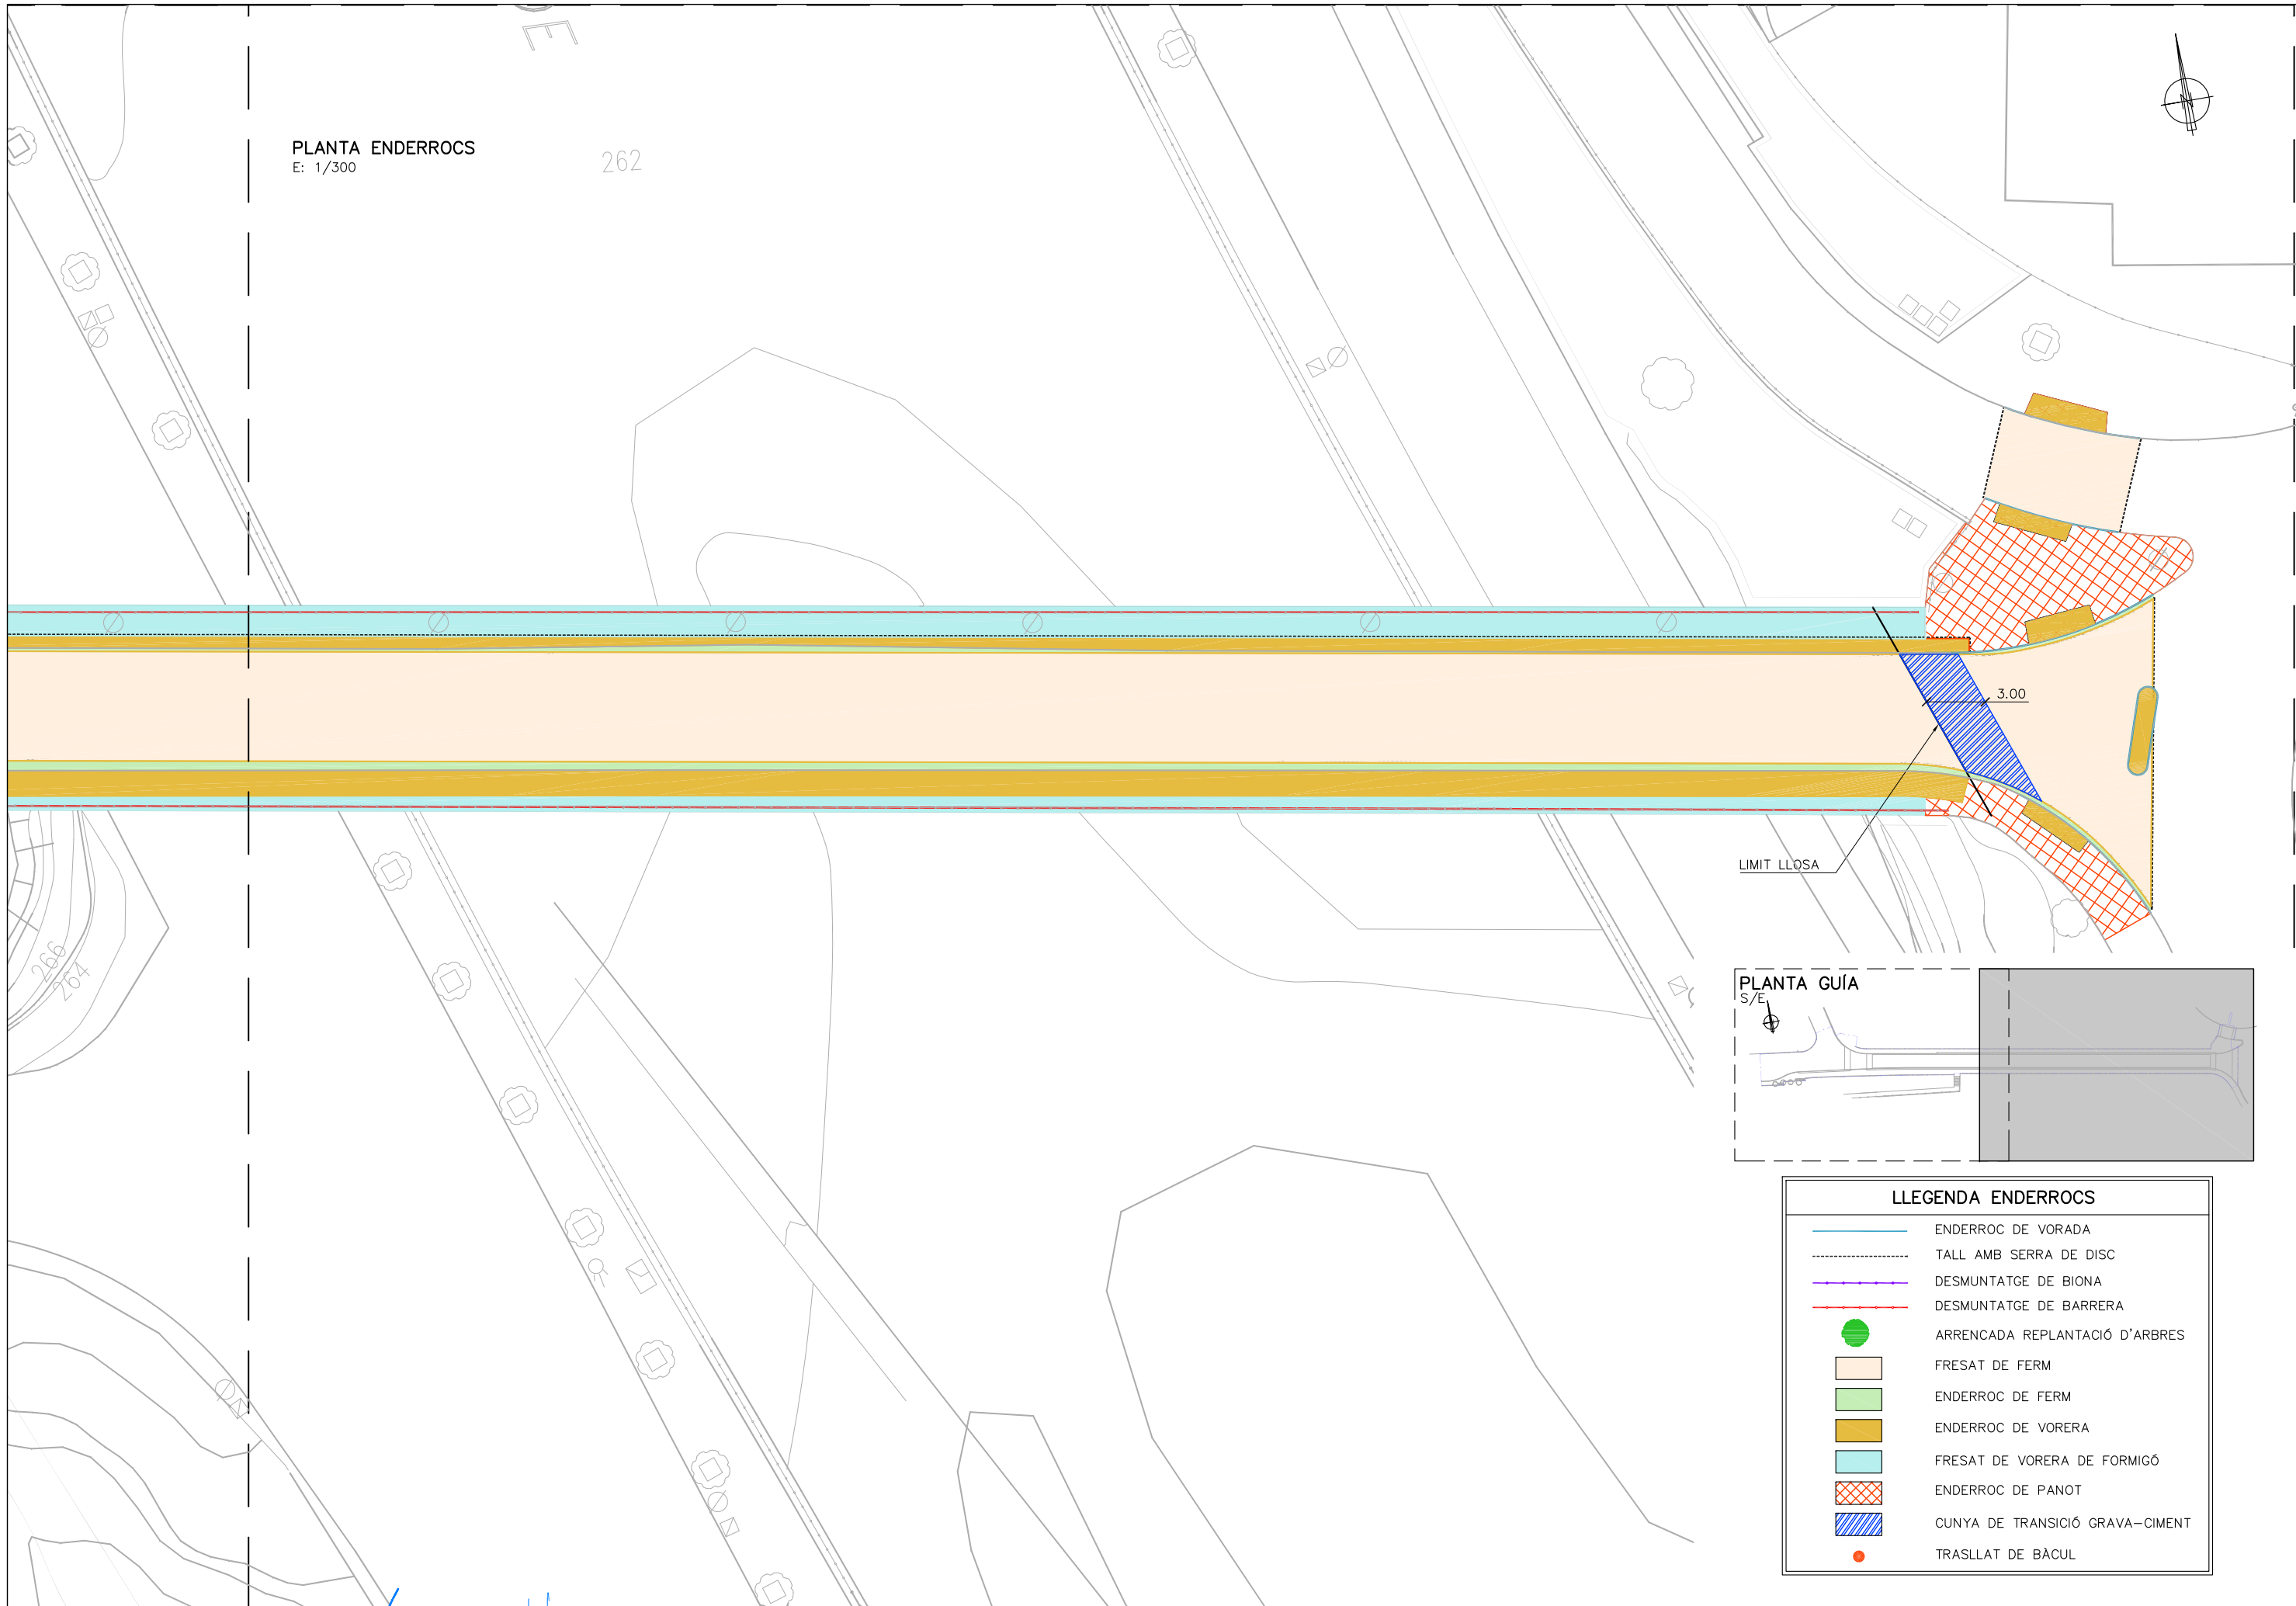 PLANTA ENDERROCS
E: 1/300
262
3.00
LIMIT LLOSA
266
264
PLANTA GUÍA
S/E
LLEGENDA ENDERROCS
ENDERROC DE VORADA
TALL AMB SERRA DE DISC
DESMUNTATGE DE BIONA
DESMUNTATGE DE BARRERA
ARRENCADA REPLANTACIÓ D'ARBRES
FRESAT DE FERM
ENDERROC DE FERM
ENDERROC DE VORERA
FRESAT DE VORERA DE FORMIGÓ
ENDERROC DE PANOT
CUNYA DE TRANSICIÓ GRAVA-CIMENT
TRASLLAT DE BÀCUL